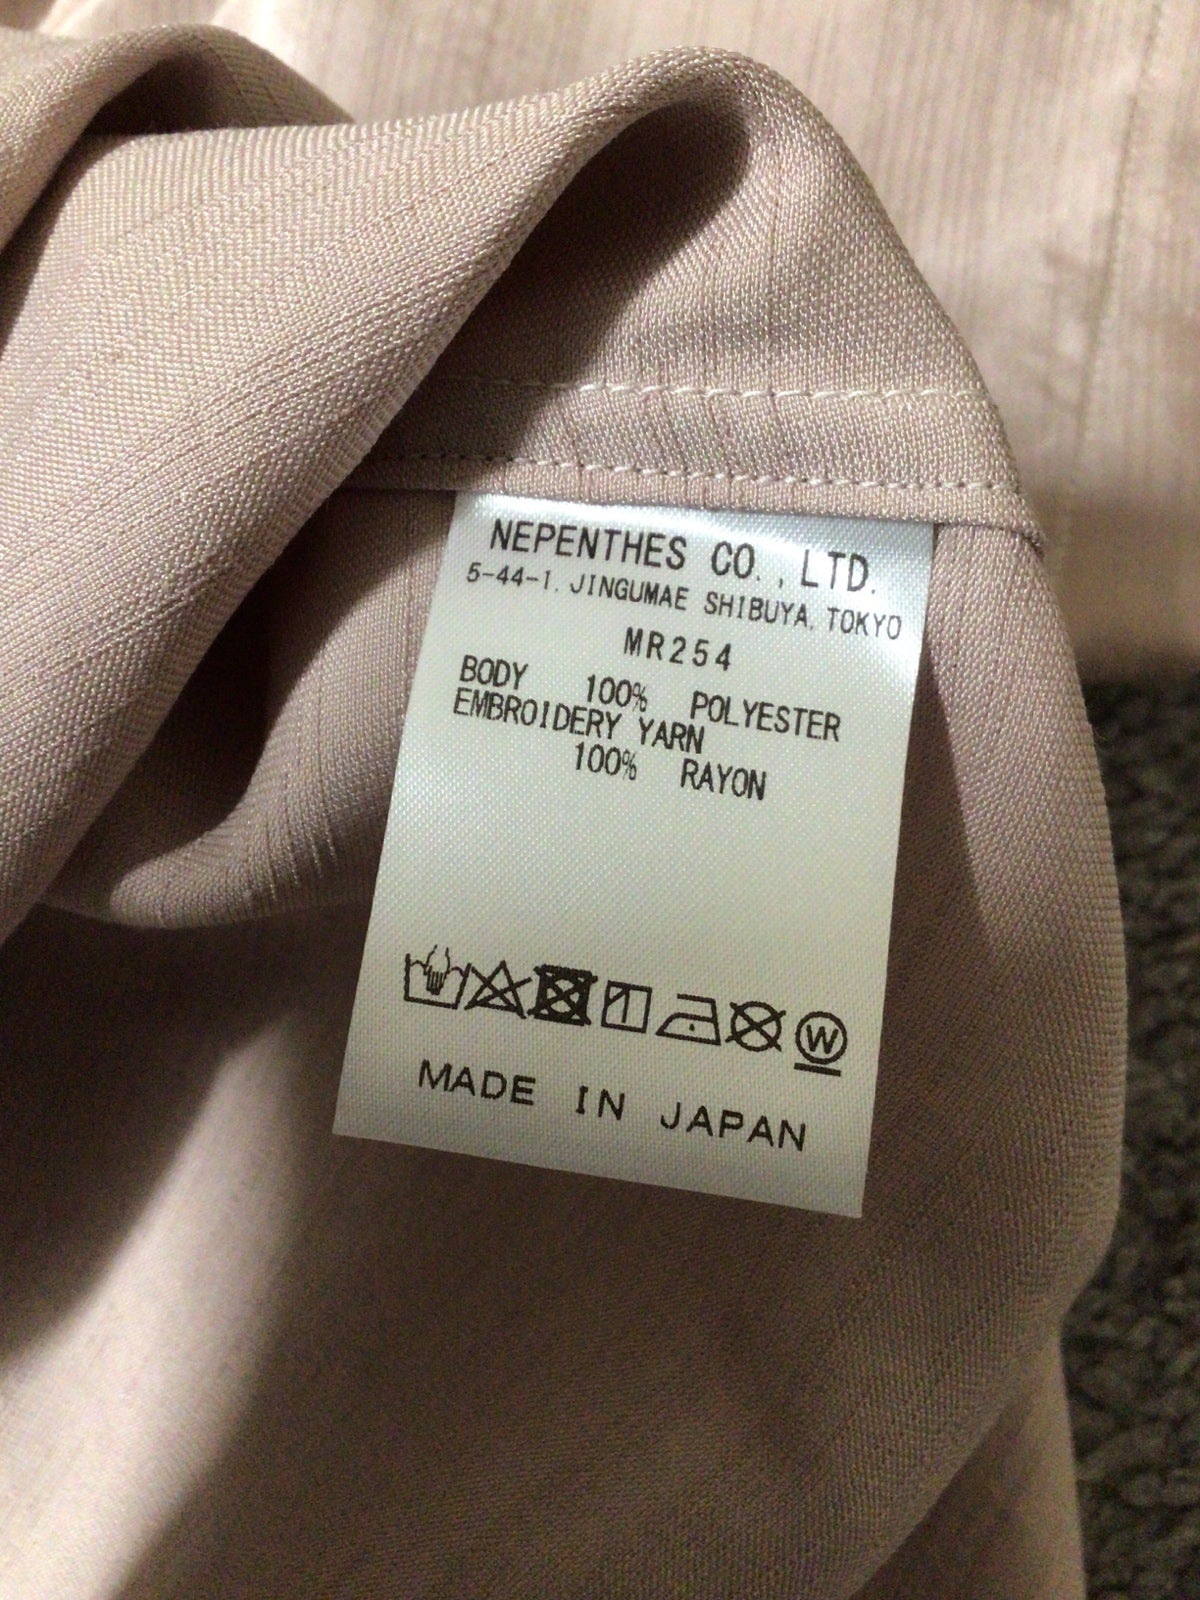 NEPENTHES CO., LTD.
5-44-1, JINGUMAE SHIBUYA, TOKYO
MR254
BODY 100% POLYESTER
EMBROIDERY YARN
100% RAYON
W
MADE IN JAPAN